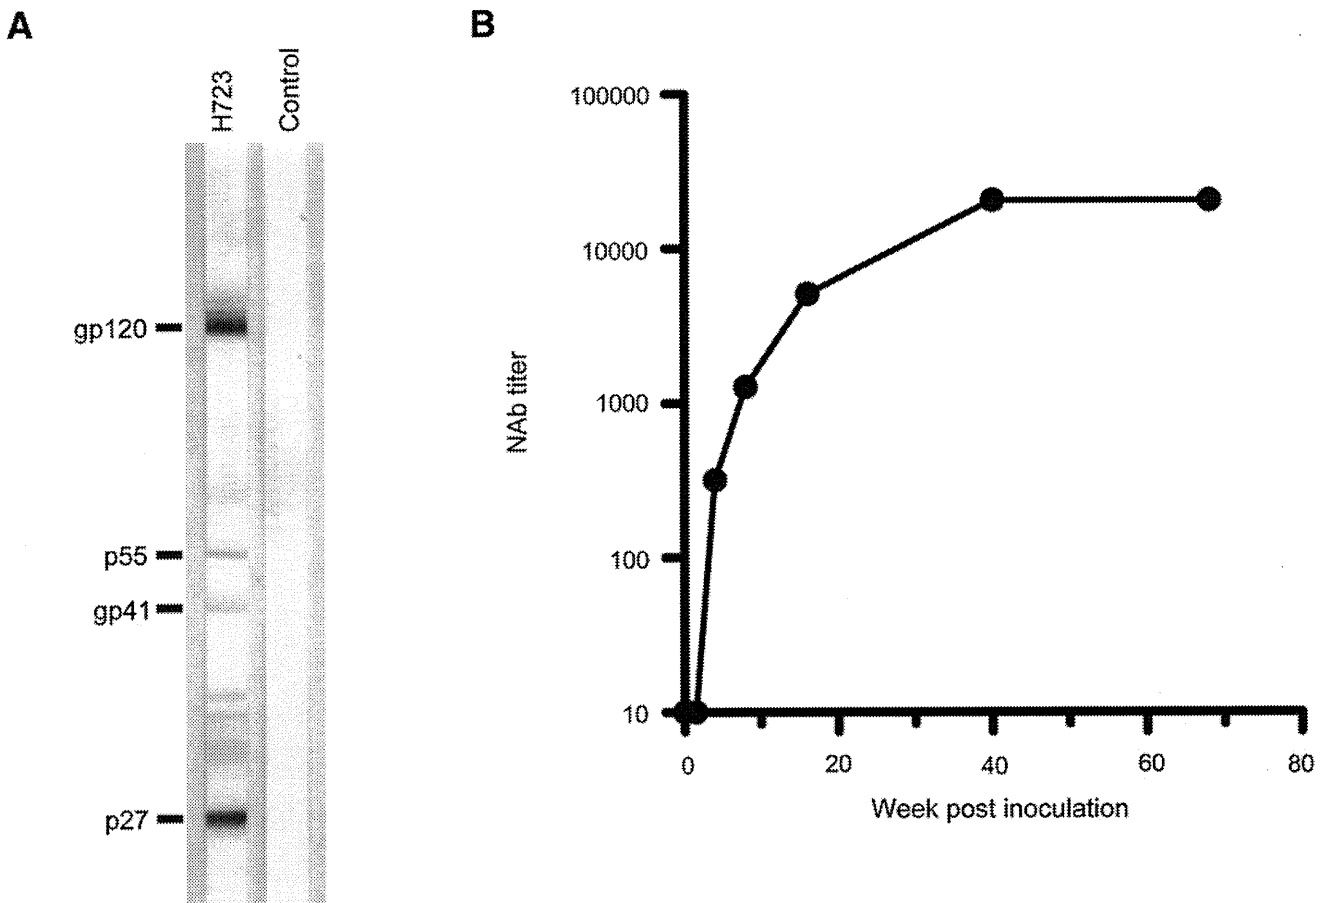 A
H723
Control
gp120
p55
gp41
p27
B
100000
10000
1000
100
10
NAb titer
0
20
40
60
80
Week post inoculation